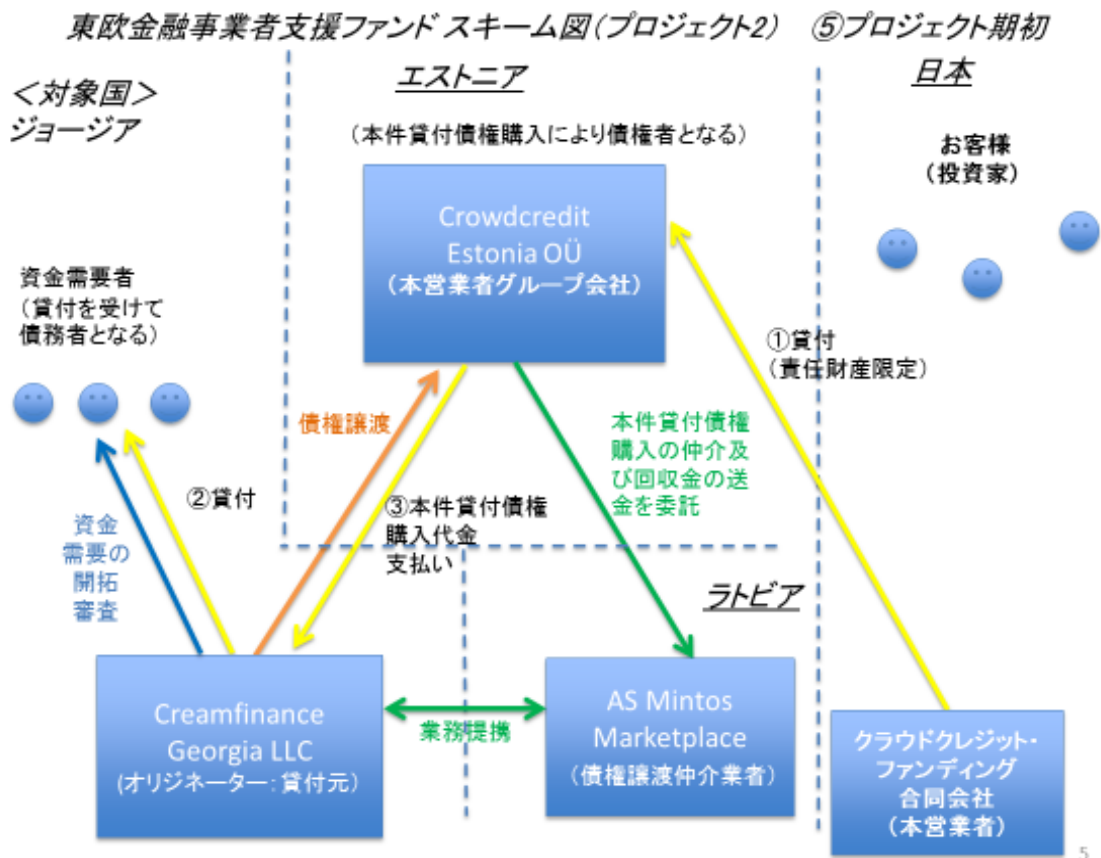 東欧金融事業者支援ファンド スキーム図(プロジェクト2) ⑤プロジェクト期初
エストニア
日本
＜対象国＞
ジョージア
(本件貸付債権購入により債権者となる)
お客様
(投資家)
Crowdcredit
Estonia OÜ
(本営業者グループ会社)
資金需要者
(貸付を受けて
債務者となる)
①貸付
(責任財産限定)
債権譲渡
本件貸付債権
購入の仲介及
び回収金の送
金を委託
②貸付
③本件貸付債権
購入代金
支払い
資金
需要の
開拓
審査
ラトビア
Creamfinance
Georgia LLC
(オリジネーター：貸付元)
業務提携
AS Mintos
Marketplace
(債権譲渡仲介業者)
クラウドクレジット・
ファンディング
合同会社
(本営業者)
5